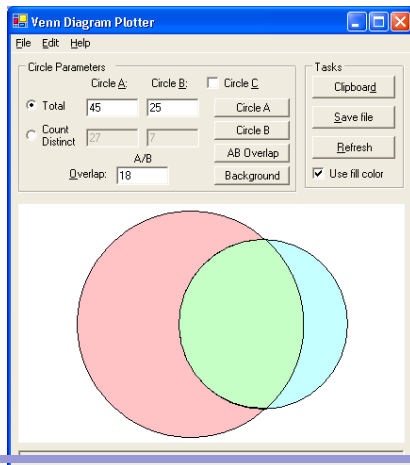 Venn Diagram Plotter
File Edit Help
Circle Parameters
Circle A: Circle B: Circle C
Total 45 25 Circle A
Count Distinct 27 7 Circle B
A/B
AB Overlap
Overlap: 18 Background
Tasks
Clipboard
Save file
Refresh
Use fill color